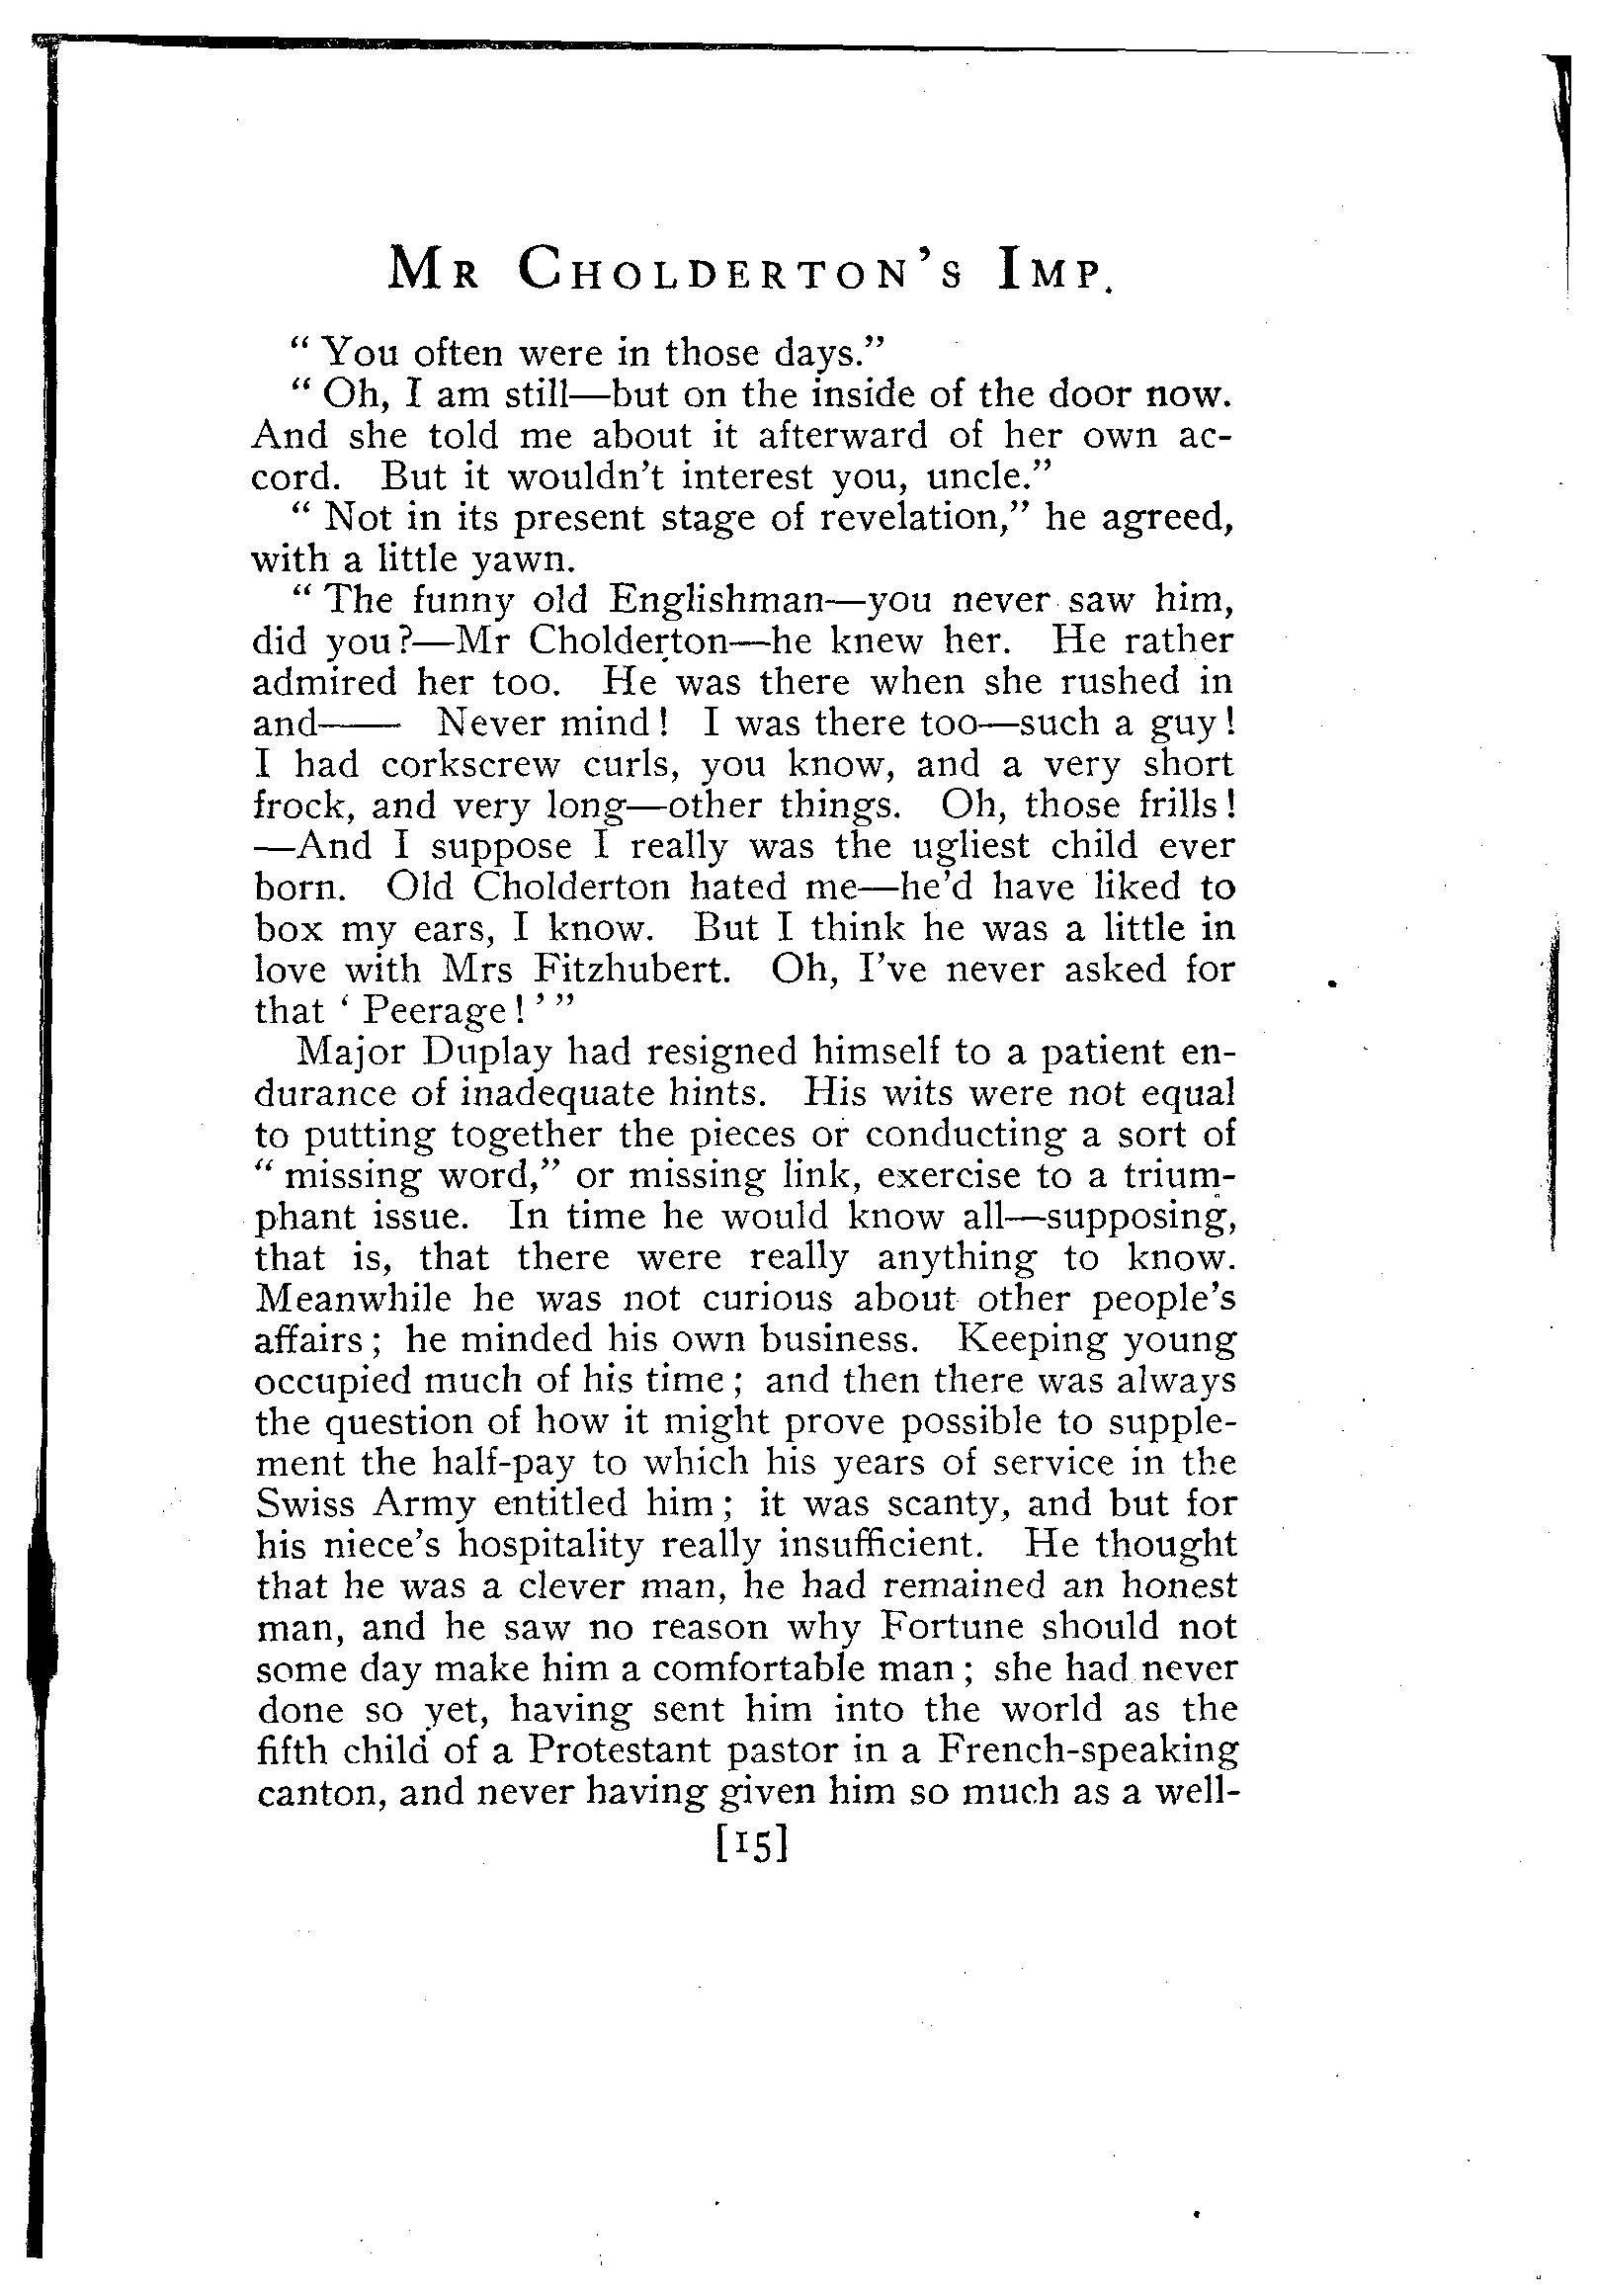 Mr Cholderton's Imp.
“ You often were in those days.”
“ Oh, I am still—but on the inside of the door now.
And she told me about it afterward of her own ac-
cord. But it wouldn't interest you, uncle.”
“ Not in its present stage of revelation,” he agreed,
with a little yawn.
“ The funny old Englishman—you never saw him,
did you?—Mr Cholderton—he knew her. He rather
admired her too. He was there when she rushed in
and—— Never mind! I was there too—such a guy!
I had corkscrew curls, you know, and a very short
frock, and very long—other things. Oh, those frills!
—And I suppose I really was the ugliest child ever
born. Old Cholderton hated me—he'd have liked to
box my ears, I know. But I think he was a little in
love with Mrs Fitzhubert. Oh, I've never asked for
that ‘ Peerage!’”
Major Duplay had resigned himself to a patient en-
durance of inadequate hints. His wits were not equal
to putting together the pieces or conducting a sort of
“ missing word,” or missing link, exercise to a trium-
phant issue. In time he would know all—supposing,
that is, that there were really anything to know.
Meanwhile he was not curious about other people's
affairs; he minded his own business. Keeping young
occupied much of his time; and then there was always
the question of how it might prove possible to supple-
ment the half-pay to which his years of service in the
Swiss Army entitled him; it was scanty, and but for
his niece's hospitality really insufficient. He thought
that he was a clever man, he had remained an honest
man, and he saw no reason why Fortune should not
some day make him a comfortable man; she had never
done so yet, having sent him into the world as the
fifth child of a Protestant pastor in a French-speaking
canton, and never having given him so much as a well-
[15]